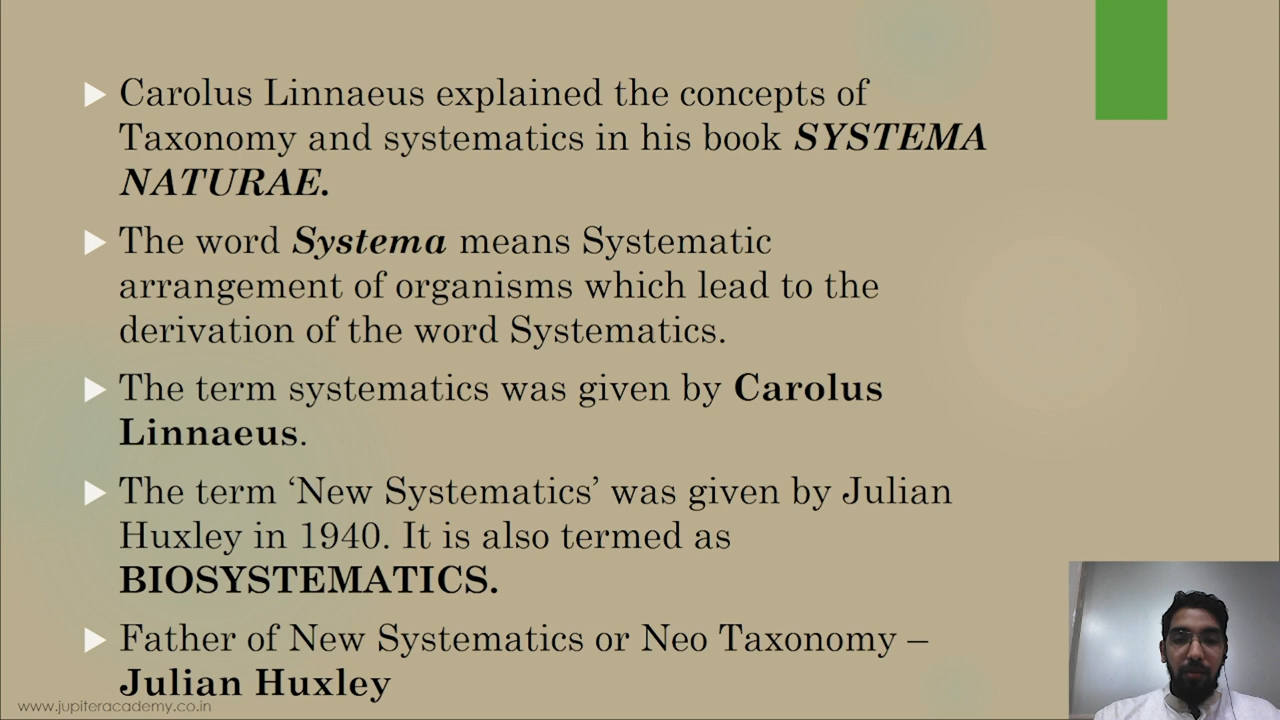 Carolus Linnaeus explained the concepts of
Taxonomy and systematics in his book SYSTEMA
NATURAE.
The word Systema means Systematic
arrangement of organisms which lead to the
derivation of the word Systematics.
The term systematics was given by Carolus
Linnaeus.
The term ‘New Systematics’ was given by Julian
Huxley in 1940. It is also termed as
BIOSYSTEMATICS.
Father of New Systematics or Neo Taxonomy –
Julian Huxley
www.jupiteracademy.co.in